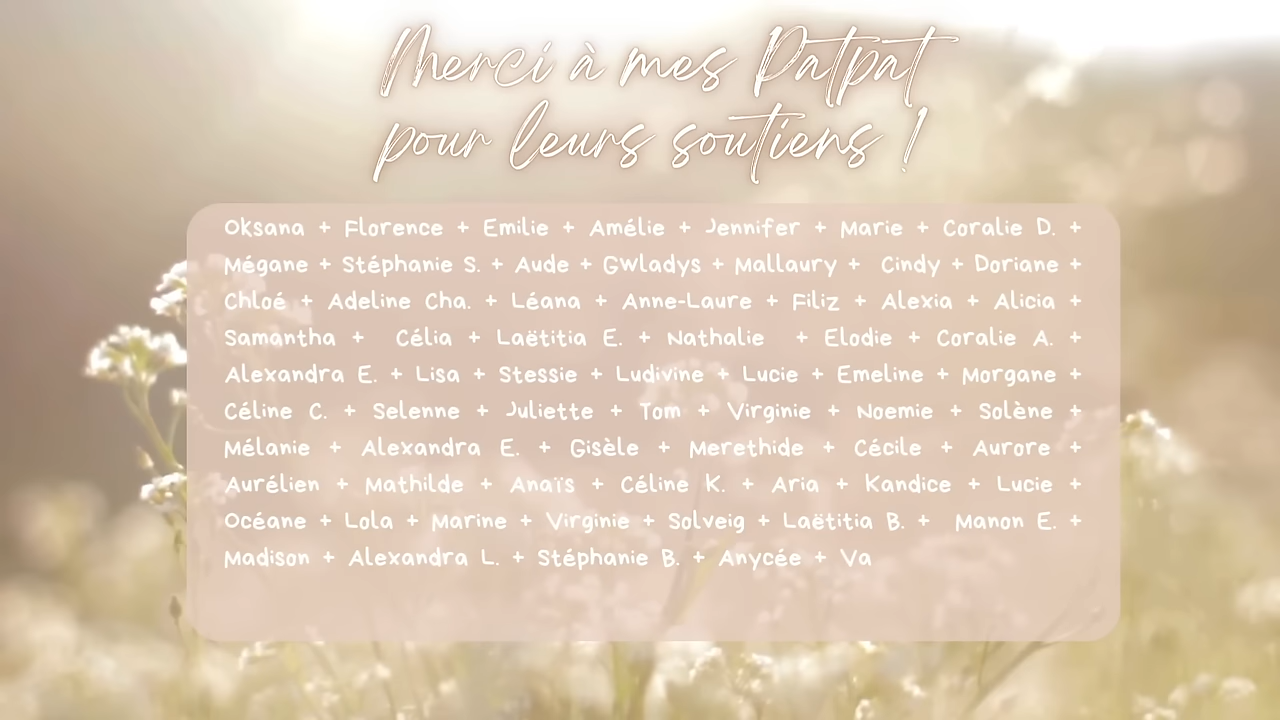 Merci à mes Patpat
pour leurs soutiens !
Oksana + Florence + Emilie + Amélie + Jennifer + Marie + Coralie D. +
Mégane + Stéphanie S. + Aude + Gwladys + Mallaury + Cindy + Doriane +
Chloé + Adeline Cha. + Léana + Anne-Laure + Filiz + Alexia + Alicia +
Samantha + Célia + Laëtitia E. + Nathalie + Elodie + Coralie A. +
Alexandra E. + Lisa + Stessie + Ludivine + Lucie + Emeline + Morgane +
Céline C. + Selenne + Juliette + Tom + Virginie + Noemie + Solène +
Mélanie + Alexandra E. + Gisèle + Merethide + Cécile + Aurore +
Aurélien + Mathilde + Anaïs + Céline K. + Aria + Kandice + Lucie +
Océane + Lola + Marine + Virginie + Solveig + Laëtitia B. + Manon E. +
Madison + Alexandra L. + Stéphanie B. + Anycée + Va